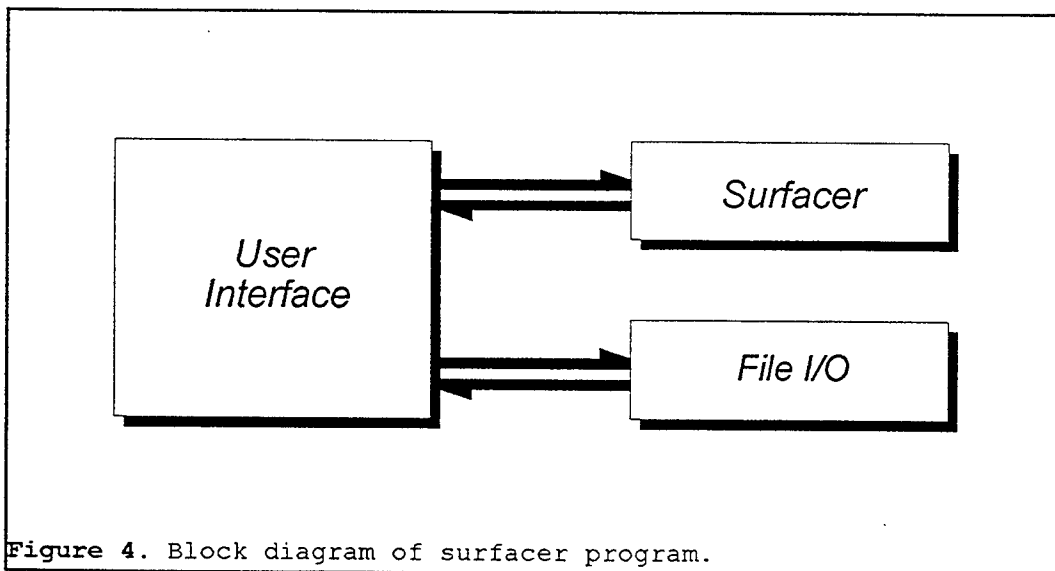 User
Interface
Surfacer
File I/O
Figure 4. Block diagram of surfacer program.